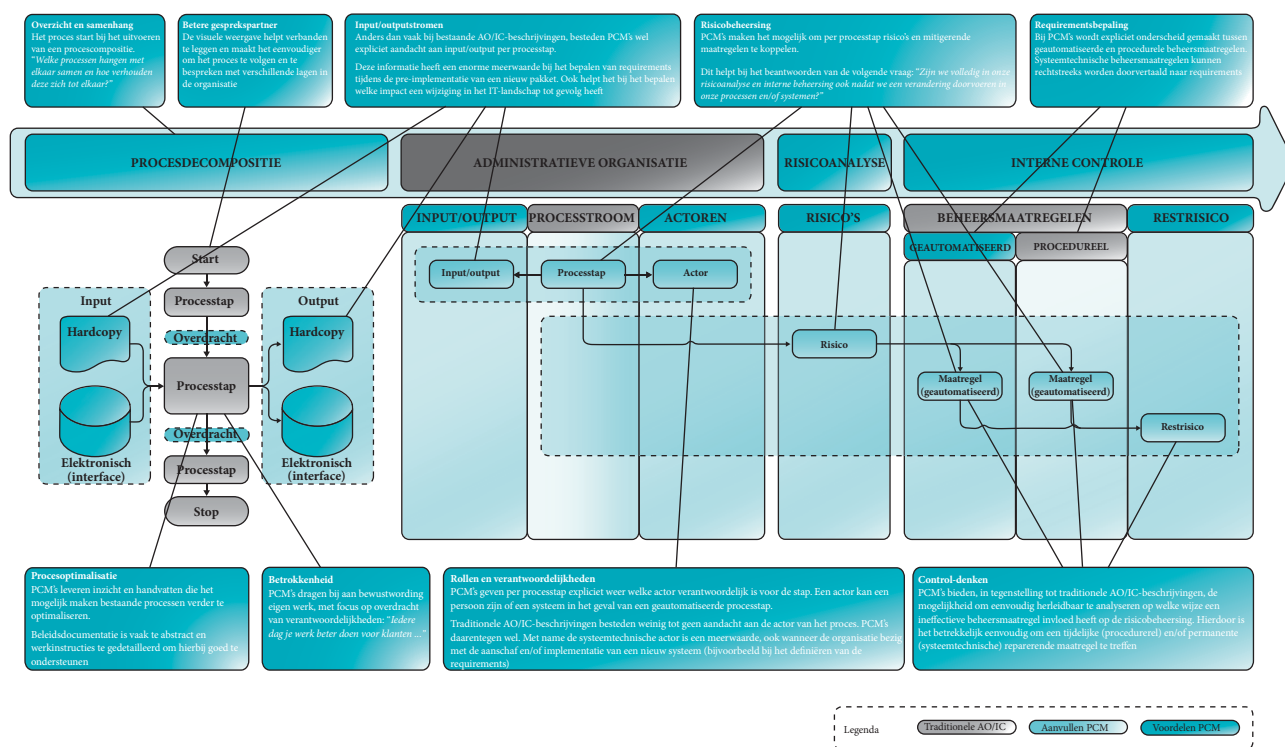 Overzicht en samenhang
Het proces start bij het uitvoeren
van een procescompositie.
"Welke processen hangen met
elkaar samen en hoe verhouden
deze zich tot elkaar?"
Betere gesprekspartner
De visuele weergave helpt verbanden
te leggen en maakt het eenvoudiger
om het proces te volgen en te
bespreken met verschillende lagen in
de organisatie
Input/outputstromen
Anders dan vaak bij bestaande AO/IC-beschrijvingen, besteden PCM's wel
expliciet aandacht aan input/output per processtap.
Deze informatie heeft een enorme meerwaarde bij het bepalen van requirements
tijdens de pre-implementatie van een nieuw pakket. Ook helpt het bij het bepalen
welke impact een wijziging in het IT-landschap tot gevolg heeft
Risicobeheersing
PCM's maken het mogelijk om per processtap risico's en mitigerende
maatregelen te koppelen.
Dit helpt bij het beantwoorden van de volgende vraag: "Zijn we volledig in onze
risicoanalyse en interne beheersing ook nadat we een verandering doorvoeren in
onze processen en/of systemen?"
Requirementsbepaling
Bij PCM's wordt expliciet onderscheid gemaakt tussen
geautomatiseerde en procedurele beheersmaatregelen.
Systeemtechnische beheersmaatregelen kunnen
rechtstreeks worden doorvertaald naar requirements
PROCESDECOMPOSITIE
ADMINISTRATIEVE ORGANISATIE
RISICOANALYSE
INTERNE CONTROLE
INPUT/OUTPUT
PROCESSTROOM
ACTOREN
RISICO'S
BEHEERSMAATREGELEN
RESTRISICO
GEAUTOMATISEERD
PROCEDUREEL
Start
Processtap
Input
Hardcopy
Elektronisch
(interface)
Overdracht
Processtap
Overdracht
Processtap
Stop
Output
Hardcopy
Elektronisch
(interface)
Input/output
Processtap
Actor
Risico
Maatregel
(geautomatiseerd)
Maatregel
(geautomatiseerd)
Restrisico
Procesoptimalisatie
PCM's leveren inzicht en handvatten die het
mogelijk maken bestaande processen verder te
optimaliseren.
Beleidsdocumentatie is vaak te abstract en
werkinstructies te gedetailleerd om hierbij goed te
ondersteunen
Betrokkenheid
PCM's dragen bij aan bewustwording
eigen werk, met focus op overdracht
van verantwoordelijkheden: "Iedere
dag je werk beter doen voor klanten ..."
Rollen en verantwoordelijkheden
PCM's geven per processtap expliciet weer welke actor verantwoordelijk is voor de stap. Een actor kan een
persoon zijn of een systeem in het geval van een geautomatiseerde processtap.
Traditionele AO/IC-beschrijvingen besteden weinig tot geen aandacht aan de actor van het proces. PCM's
daarentegen wel. Met name de systeemtechnische actor is een meerwaarde, ook wanneer de organisatie bezig
met de aanschaf en/of implementatie van een nieuw systeem (bijvoorbeeld bij het definiëren van de
requirements)
Control-denken
PCM's bieden, in tegenstelling tot traditionele AO/IC-beschrijvingen, de
mogelijkheid om eenvoudig herleidbaar te analyseren op welke wijze een
ineffectieve beheersmaatregel invloed heeft op de risicobeheersing. Hierdoor is
het betrekkelijk eenvoudig om een tijdelijke (procedurerel) en/of permanente
(systeemtechnische) reparerende maatregel te treffen
Legenda
Traditionele AO/IC
Aanvullen PCM
Voordelen PCM